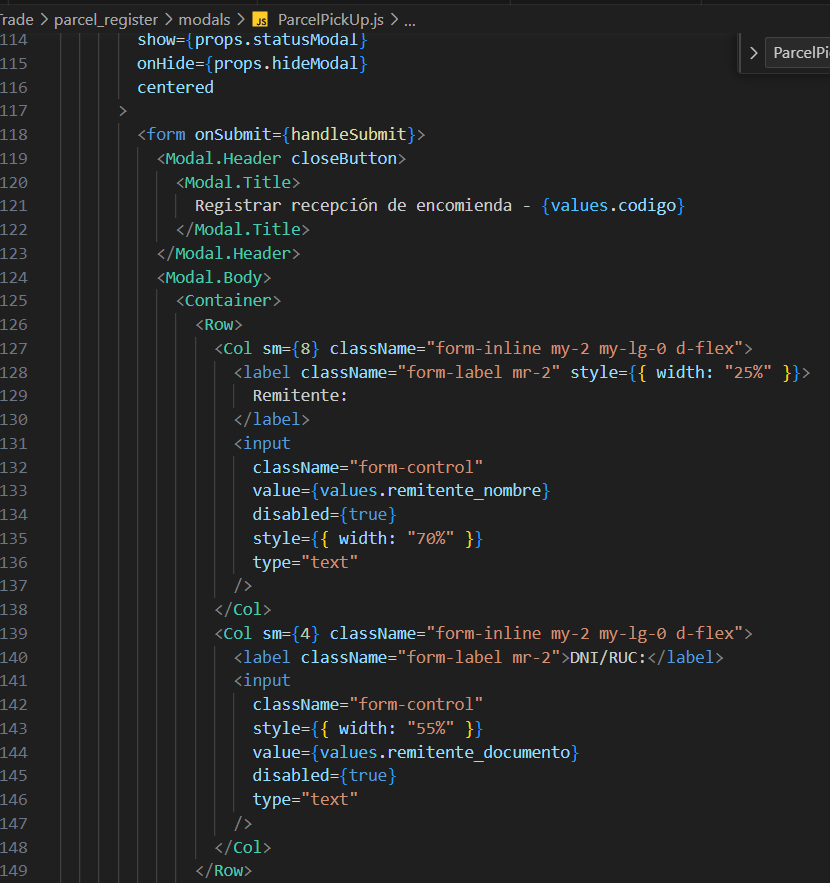 Trade > parcel_register > modals > JS ParcelPickUp.js > ...
114 show={props.statusModal}
115 onHide={props.hideModal}
116 centered
117 >
118 <form onSubmit={handleSubmit}>
119 <Modal.Header closeButton>
120 <Modal.Title>
121 Registrar recepción de encomienda - {values.codigo}
122 </Modal.Title>
123 </Modal.Header>
124 <Modal.Body>
125 <Container>
126 <Row>
127 <Col sm={8} className="form-inline my-2 my-lg-0 d-flex">
128 <label className="form-label mr-2" style={{ width: "25%" }}>
129 Remitente:
130 </label>
131 <input
132 className="form-control"
133 value={values.remitente_nombre}
134 disabled={true}
135 style={{ width: "70%" }}
136 type="text"
137 />
138 </Col>
139 <Col sm={4} className="form-inline my-2 my-lg-0 d-flex">
140 <label className="form-label mr-2">DNI/RUC:</label>
141 <input
142 className="form-control"
143 style={{ width: "55%" }}
144 value={values.remitente_documento}
145 disabled={true}
146 type="text"
147 />
148 </Col>
149 </Row>
> ParcelPi